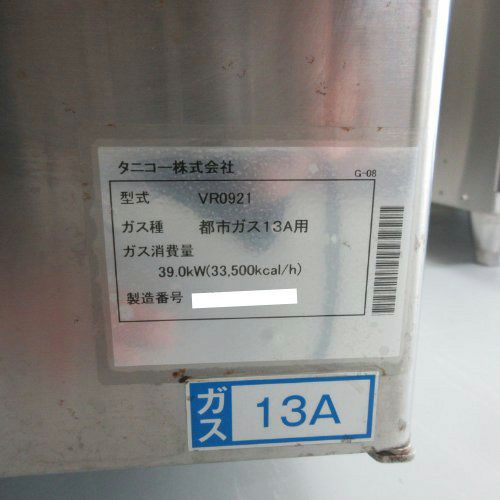 タニコー株式会社
G-08
型式 VR0921
ガス種 都市ガス13A用
ガス消費量
39.0kW(33,500kcal/h)
製造番号
ガス 13A